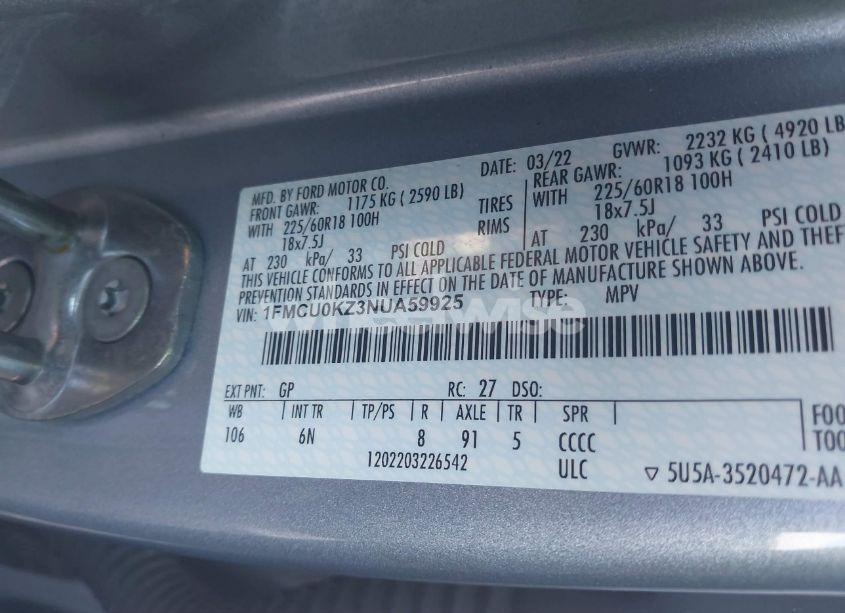 MFD. BY FORD MOTOR CO. DATE: 03/22 GVWR: 2232 KG ( 4920 LB
FRONT GAWR: 1175 KG ( 2590 LB) REAR GAWR: 1093 KG ( 2410 LB)
WITH 225/60R18 100H TIRES WITH 225/60R18 100H
18x7.5J RIMS 18x7.5J
AT 230 kPa/ 33 PSI COLD AT 230 kPa/ 33 PSI COLD
THIS VEHICLE CONFORMS TO ALL APPLICABLE FEDERAL MOTOR VEHICLE SAFETY AND THEFT
PREVENTION STANDARDS IN EFFECT ON THE DATE OF MANUFACTURE SHOWN ABOVE.
VIN: 1FMCU0KZ3NUA59925 TYPE: MPV
EXT PNT: GP RC: 27 DSO:
WB INT TR TP/PS R AXLE TR SPR
106 6N 8 91 5 CCCC
1202203226542 ULC
FOO
TOO
▽ 5U5A-3520472-AA